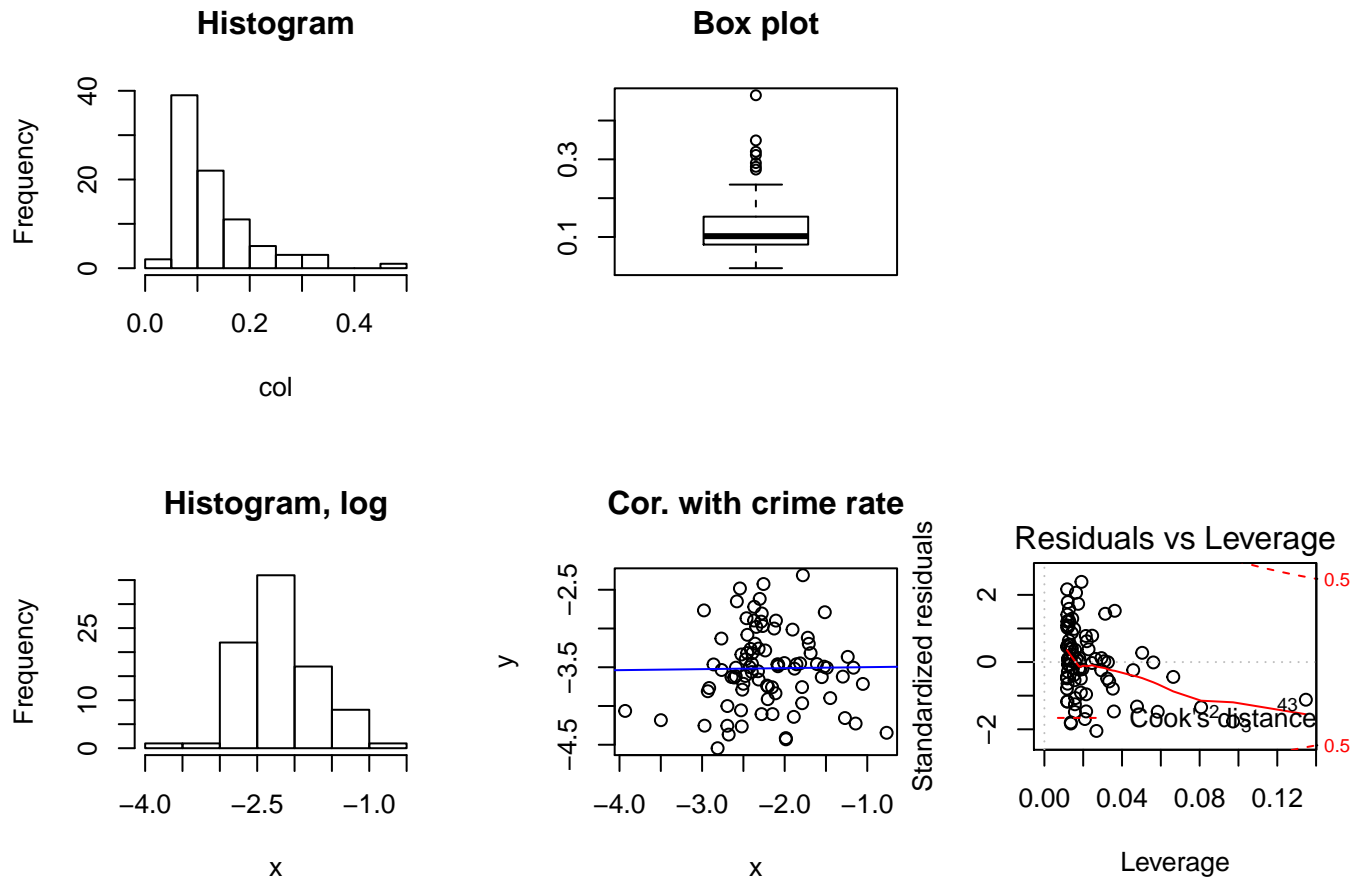 Histogram
Frequency
0 20 40
0.0 0.2 0.4
col
Box plot
0.1 0.3
Histogram, log
Frequency
0 10 25
−4.0 −2.5 −1.0
x
Cor. with crime rate
y
−4.5 −3.5 −2.5
−4.0 −3.0 −2.0 −1.0
x
Residuals vs Leverage
Standardized residuals
−2 0 2
0.00 0.04 0.08 0.12
Leverage
Cook's distance
0.5
0.5
43
2